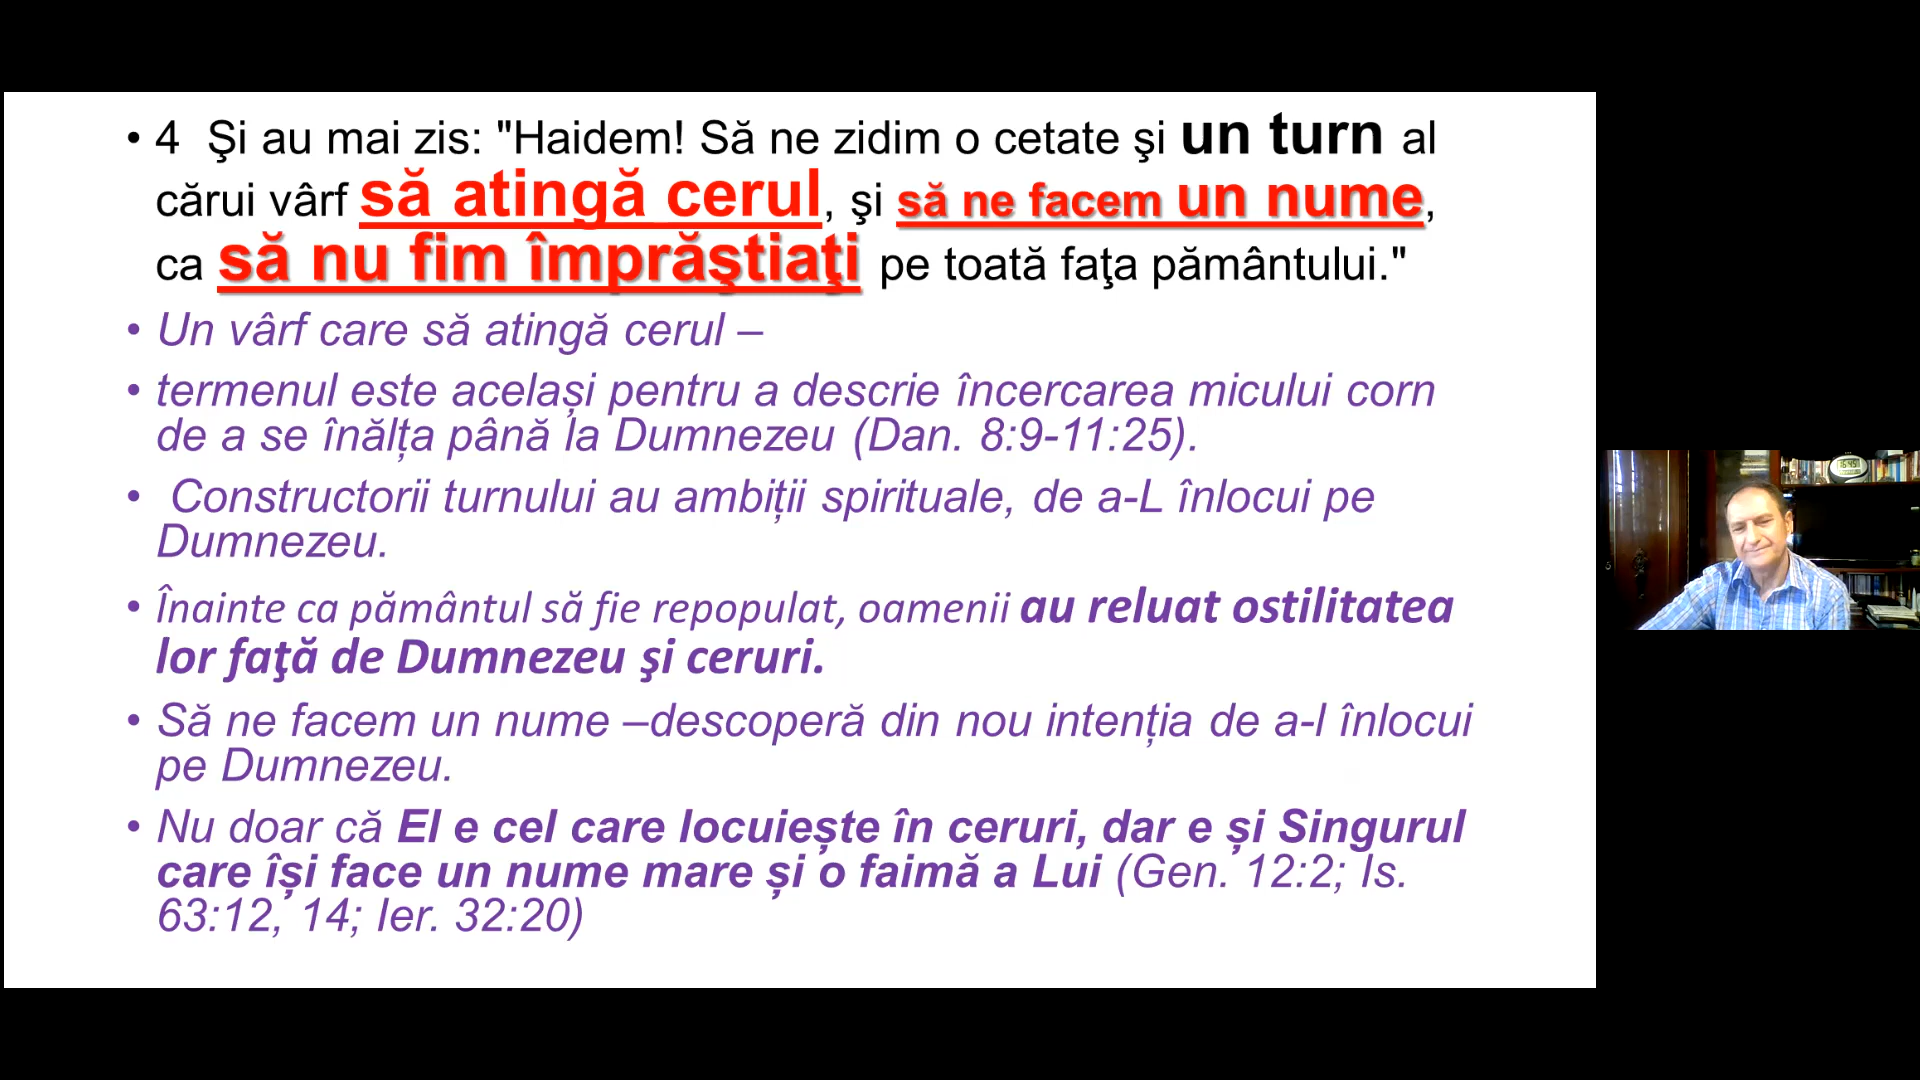 • 4 Şi au mai zis: "Haidem! Să ne zidim o cetate şi un turn al
cărui vârf să atingă cerul, şi să ne facem un nume,
ca să nu fim împrăştiaţi pe toată faţa pământului."
• Un vârf care să atingă cerul –
• termenul este același pentru a descrie încercarea micului corn
de a se înălța până la Dumnezeu (Dan. 8:9-11:25).
• Constructorii turnului au ambiții spirituale, de a-L înlocui pe
Dumnezeu.
• Înainte ca pământul să fie repopulat, oamenii au reluat ostilitatea
lor faţă de Dumnezeu şi ceruri.
• Să ne facem un nume –descoperă din nou intenția de a-l înlocui
pe Dumnezeu.
• Nu doar că El e cel care locuiește în ceruri, dar e și Singurul
care își face un nume mare și o faimă a Lui (Gen. 12:2; Is.
63:12, 14; Ier. 32:20)